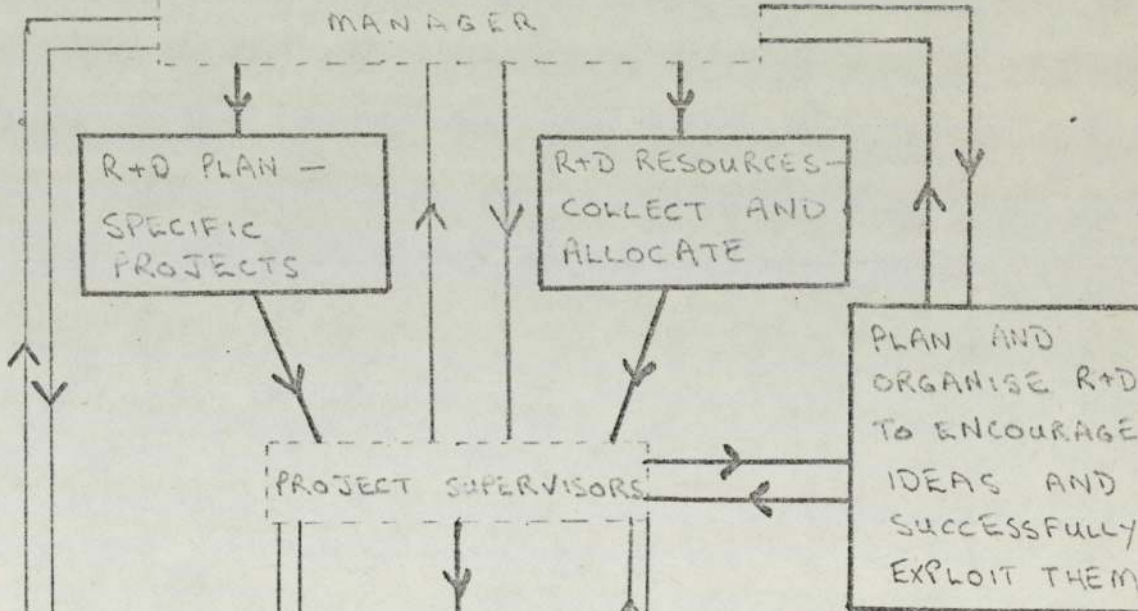 MANAGER
R+D PLAN —
SPECIFIC
PROJECTS
R+D RESOURCES—
COLLECT AND
ALLOCATE
PLAN AND
ORGANISE R+D
TO ENCOURAGE
IDEAS AND
SUCCESSFULLY
EXPLOIT THEM
PROJECT SUPERVISORS